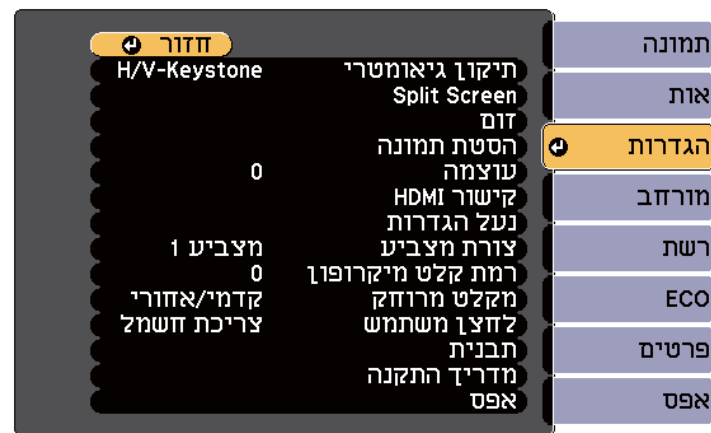 חזור
תיקון גיאומטרי H/V-Keystone
Split Screen
זום
הסטת תמונה
עוצמה 0
קישור HDMI
נעל הגדרות
צורת מצביע מצביע 1
רמת קלט מיקרופון 0
מקלט מרוחק קדמי/אחורי
לחצן משתמש צריכת חשמל
תבנית
מדריך התקנה
אפס
תמונה
אות
הגדרות
מורחב
רשת
ECO
פרטים
אפס